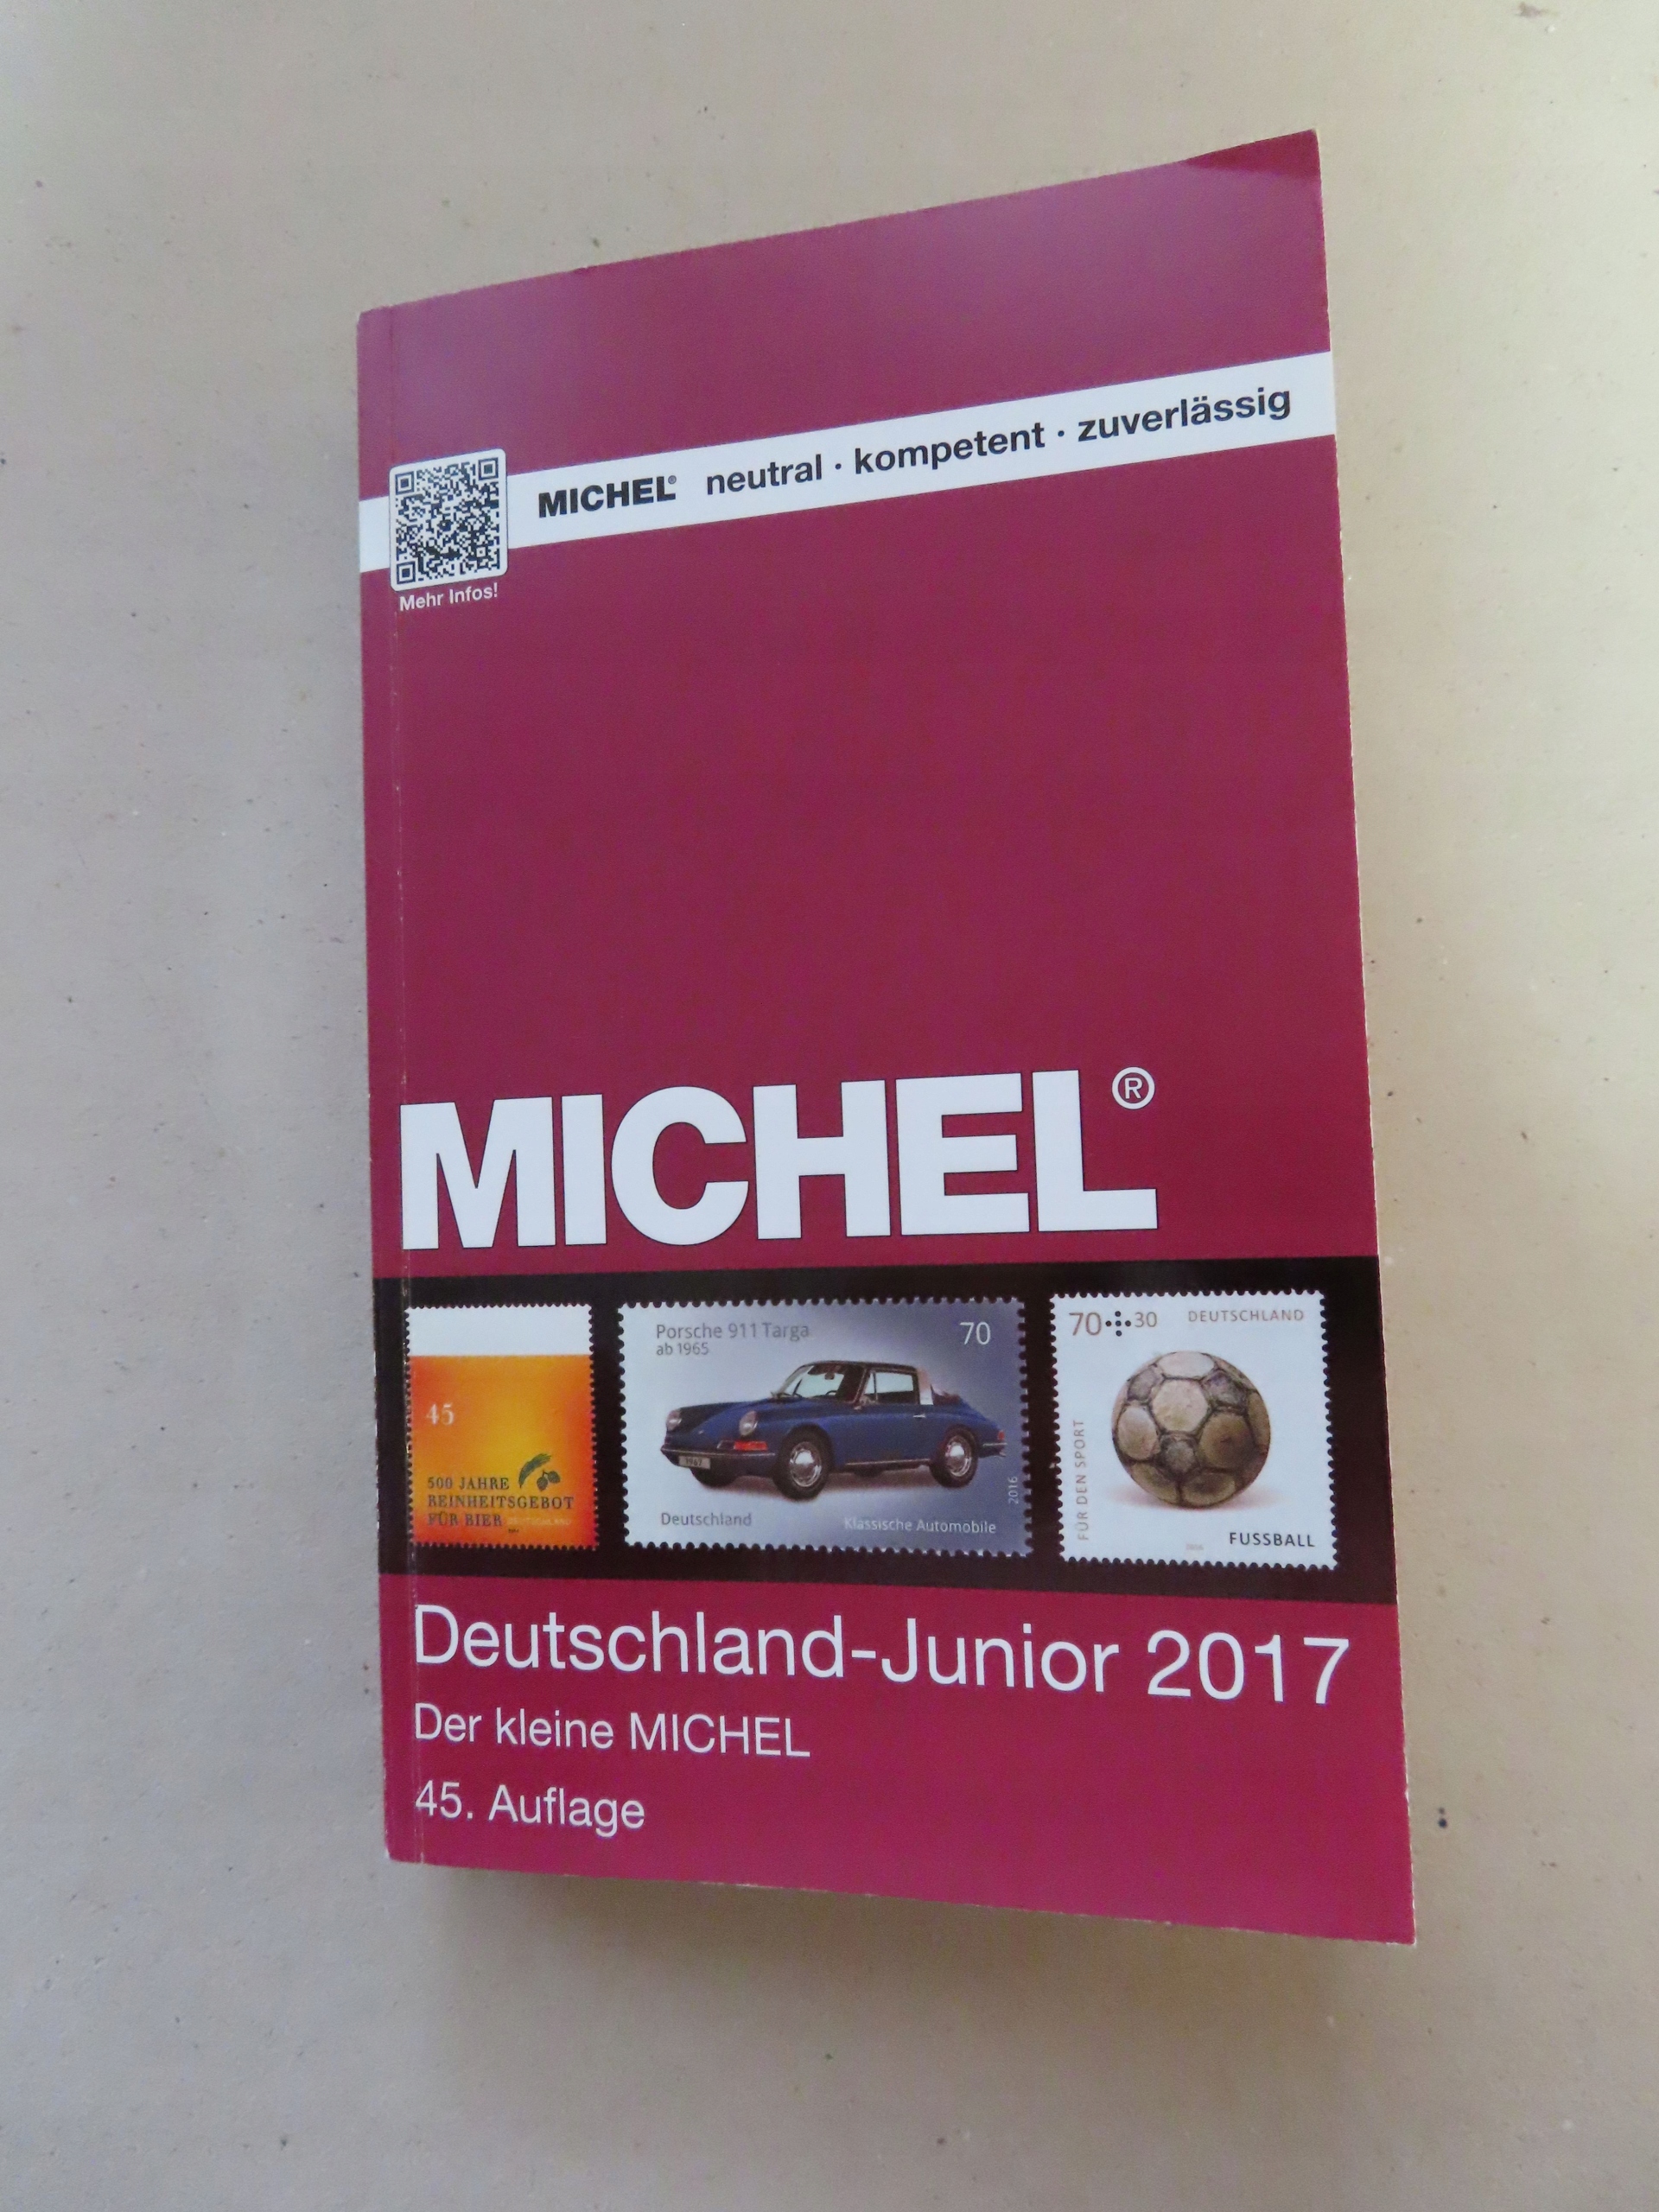 MICHEL® neutral · kompetent · zuverlässig
Mehr Infos!
MICHEL®
45
500 JAHRE
REINHEITSGEBOT
FÜR BIER DEUTSCHLAND
Porsche 911 Targa
ab 1965
70
2016
Deutschland
Klassische Automobile
70+30 DEUTSCHLAND
FÜR DEN SPORT
FUSSBALL
Deutschland-Junior 2017
Der kleine MICHEL
45. Auflage